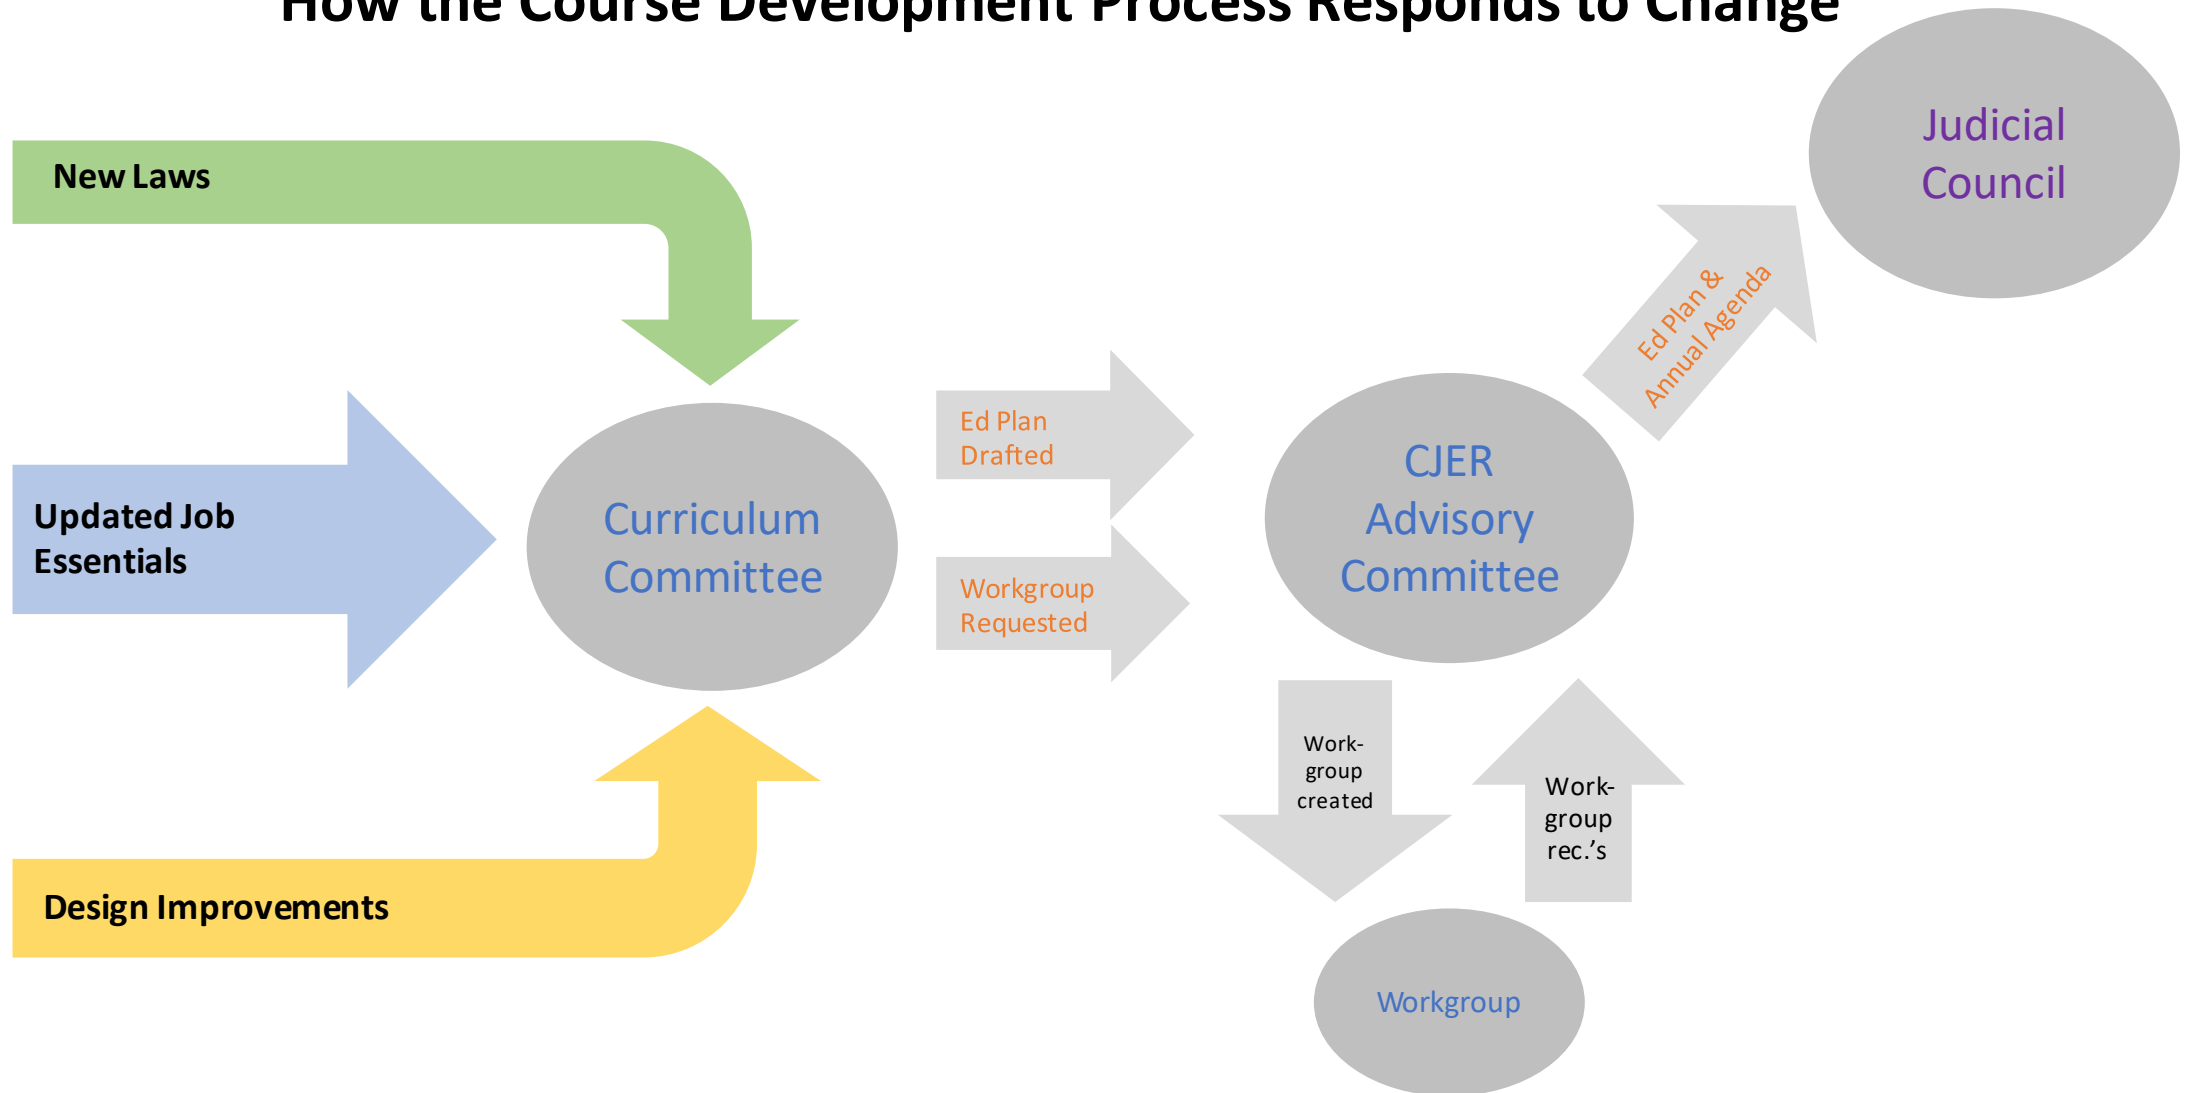 How the Course Development Process Responds to Change
New Laws
Updated Job
Essentials
Design Improvements
Curriculum
Committee
Ed Plan
Drafted
Workgroup
Requested
CJER
Advisory
Committee
Ed Plan &
Annual Agenda
Judicial
Council
Work-
group
created
Work-
group
rec.'s
Workgroup